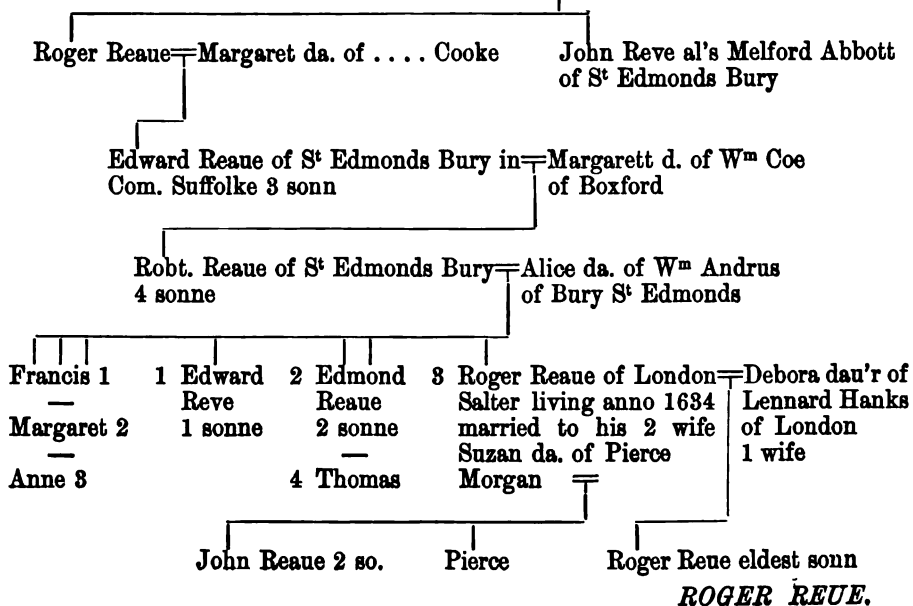 Roger Reaue Margaret da. of .... Cooke John Reve al's Melford Abbott
of Sᵗ Edmonds Bury
Edward Reaue of Sᵗ Edmonds Bury in Margarett d. of Wᵐ Coe
Com. Suffolke 3 sonn of Boxford
Robt. Reaue of Sᵗ Edmonds Bury Alice da. of Wᵐ Andrus
4 sonne of Bury Sᵗ Edmonds
Francis 1 1 Edward 2 Edmond 3 Roger Reaue of London Debora dau'r of
Reve Reaue Salter living anno 1634 Lennard Hanks
Margaret 2 1 sonne 2 sonne married to his 2 wife of London
Suzan da. of Pierce 1 wife
Anne 3 4 Thomas Morgan
John Reaue 2 so. Pierce Roger Reue eldest sonn
ROGER REUE.